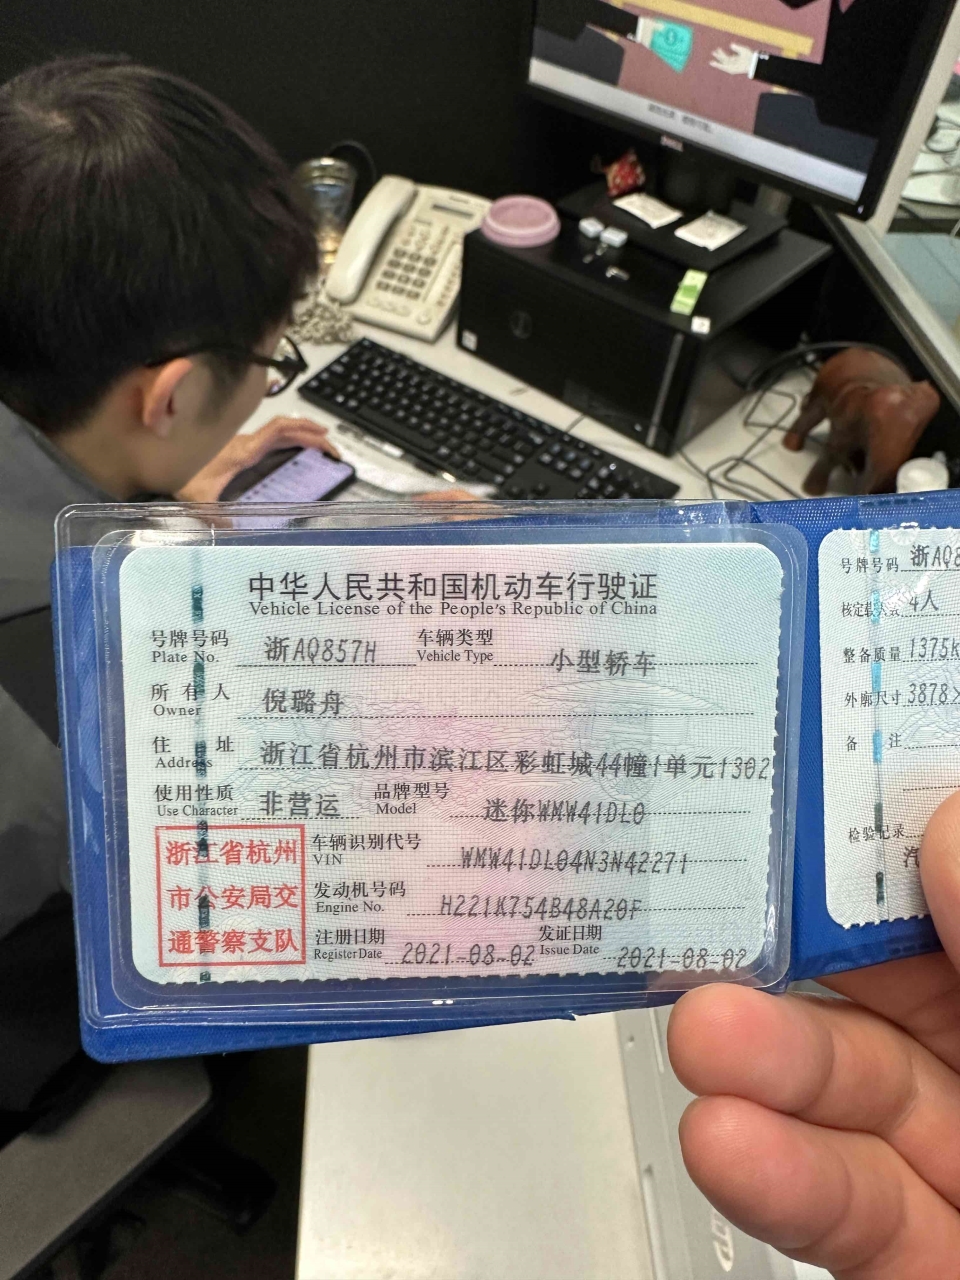 DELL
中华人民共和国机动车行驶证
Vehicle License of the People's Republic of China
号牌号码 浙AQ857H 车辆类型 小型轿车
Plate No. Vehicle Type
所有人 倪璐舟
Owner
住址 浙江省杭州市滨江区彩虹城44幢1单元1302
Address
使用性质 非营运 品牌型号 迷你WMW41DL0
Use Character Model
浙江省杭州
市公安局交
通警察支队
车辆识别代号 WMW41DL04N3N42271
VIN
发动机号码 H221K754B48A20F
Engine No.
注册日期 2021-08-02 发证日期 2021-08-02
Register Date Issue Date
号牌号码 浙AQ8
核定载人数 4人
整备质量 1375k
外廓尺寸 3878×
备注
检验记录